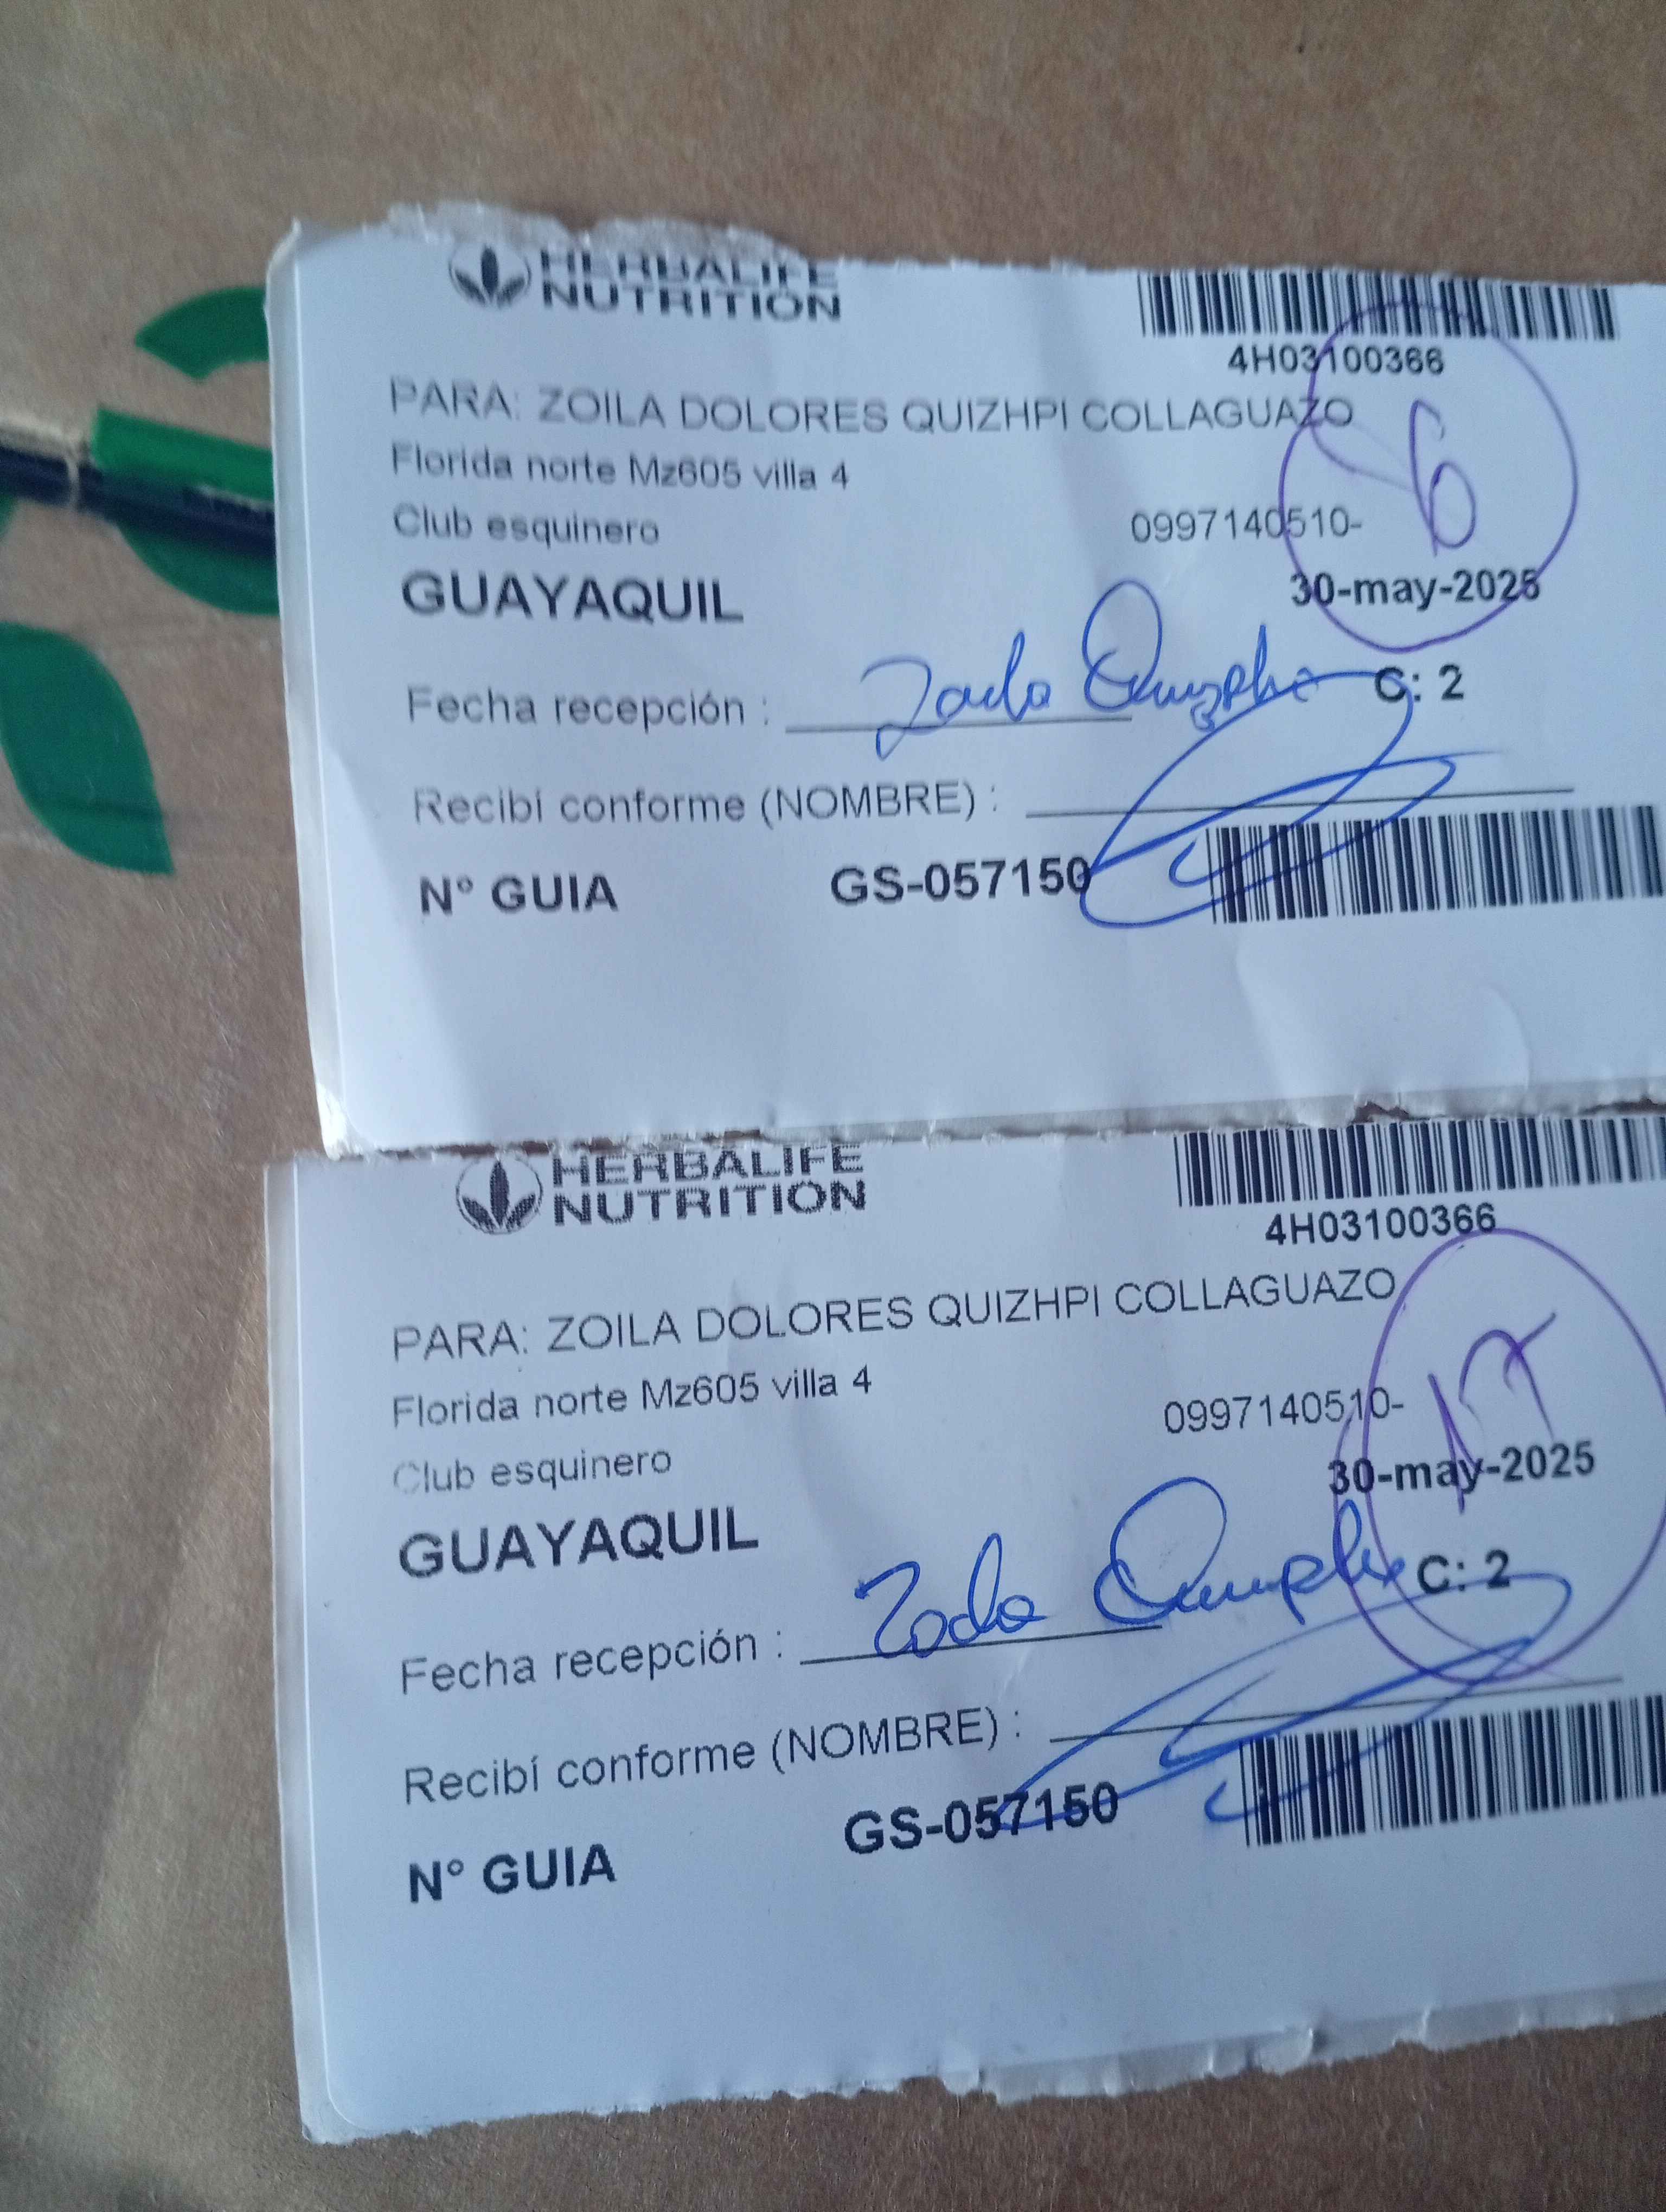 HERBALIFE
NUTRITION
4H03100366
PARA: ZOILA DOLORES QUIZHPI COLLAGUAZO
Florida norte Mz605 villa 4
Club esquinero
0997140510-
GUAYAQUIL
30-may-2025
C: 2
Fecha recepción :
Recibí conforme (NOMBRE) :
N° GUIA GS-057150
HERBALIFE
NUTRITION
4H03100366
PARA: ZOILA DOLORES QUIZHPI COLLAGUAZO
Florida norte Mz605 villa 4
0997140510-
Club esquinero
30-may-2025
GUAYAQUIL
C: 2
Fecha recepción :
Recibí conforme (NOMBRE) :
N° GUIA GS-057150